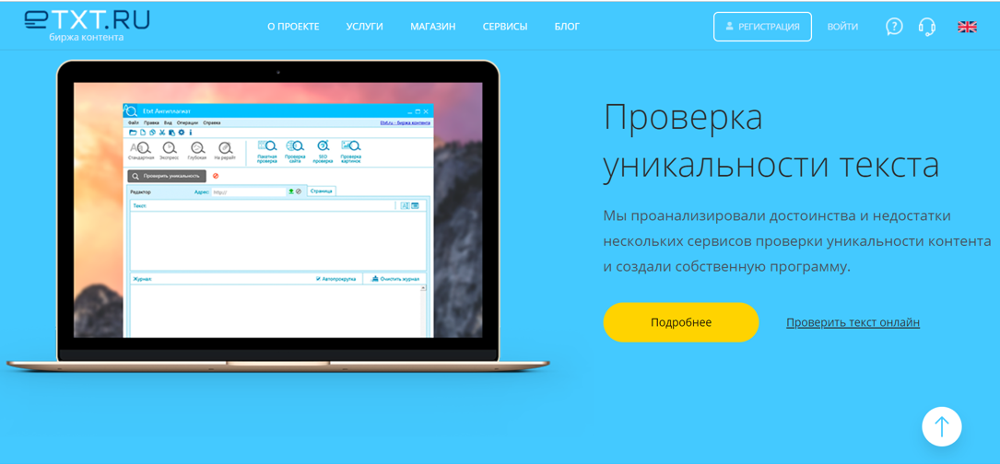 eTXT.RU
биржа контента
О ПРОЕКТЕ УСЛУГИ МАГАЗИН СЕРВИСЫ БЛОГ
РЕГИСТРАЦИЯ ВОЙТИ
Etxt Антиплагиат
Файл Правка Вид Операции Справка
Etxt.ru - биржа контента
Стандартная Экспресс Глубокая На рерайт
Пакетная проверка Проверка сайта SEO проверка Проверка картинок
Проверить уникальность
Редактор Адрес: http:// Страница
Текст:
Журнал: Автопрокрутка Очистить журнал
Проверка
уникальности текста
Мы проанализировали достоинства и недостатки
нескольких сервисов проверки уникальности контента
и создали собственную программу.
Подробнее Проверить текст онлайн